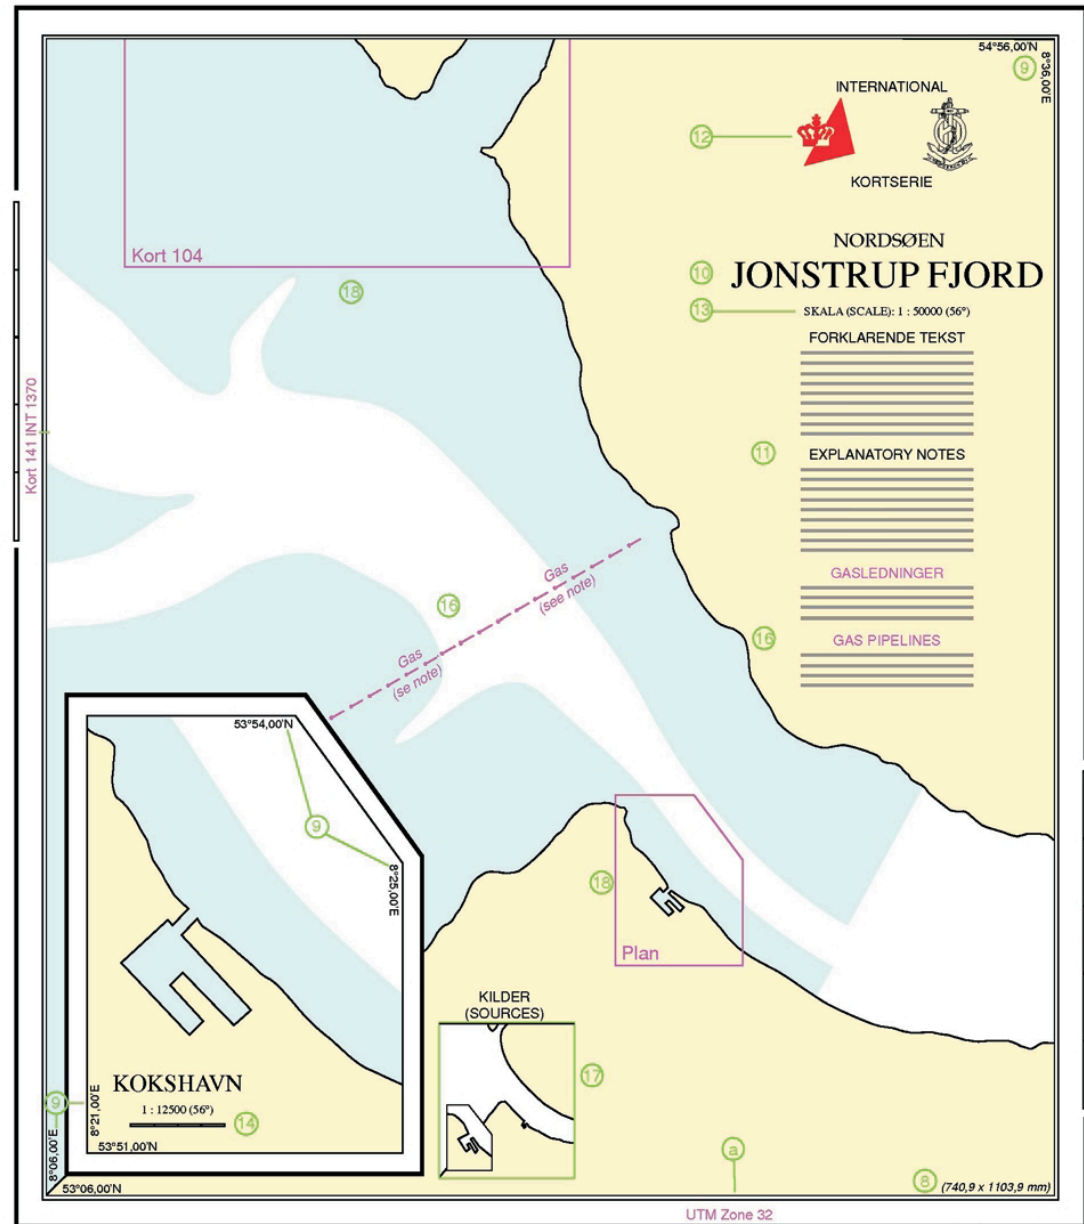 54°56,00'N
8°36,00'E
9
INTERNATIONAL
12
KORTSERIE
NORDSØEN
10
JONSTRUP FJORD
13
SKALA (SCALE): 1 : 50000 (56°)
FORKLARENDE TEKST
11
EXPLANATORY NOTES
GASLEDNINGER
16
GAS PIPELINES
Kort 104
18
Kort 141 INT 1370
Gas
(see note)
16
Gas
(se note)
53°54,00'N
9
8°25,00'E
18
Plan
KOKSHAVN
1 : 12500 (56°)
14
9
8°21,00'E
53°51,00'N
8°06,00'E
53°06,00'N
KILDER
(SOURCES)
17
a
8
(740,9 x 1103,9 mm)
UTM Zone 32